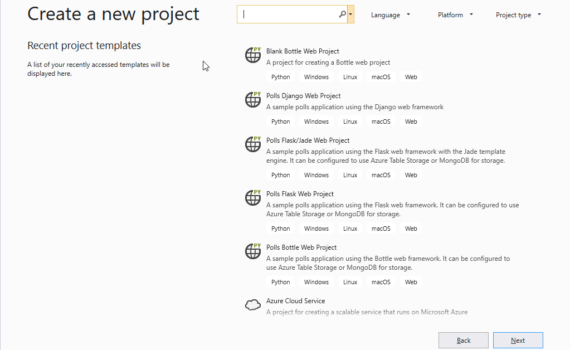 Create a new project
Language
Platform
Project type
Recent project templates
A list of your recently accessed templates will be
displayed here.
Blank Bottle Web Project
A project for creating a Bottle web project
Python Windows Linux macOS Web
Polls Django Web Project
A sample polls application using the Django web framework
Python Windows Linux macOS Web
Polls Flask/Jade Web Project
A sample polls application using the Flask web framework with the Jade template
engine. It can be configured to use Azure Table Storage or MongoDB for storage.
Python Windows Linux macOS Web
Polls Flask Web Project
A sample polls application using the Flask web framework. It can be configured to use
Azure Table Storage or MongoDB for storage.
Python Windows Linux macOS Web
Polls Bottle Web Project
A sample polls application using the Bottle web framework. It can be configured to
use Azure Table Storage or MongoDB for storage.
Python Windows Linux macOS Web
Azure Cloud Service
A project for creating a scalable service that runs on Microsoft Azure
Back Next